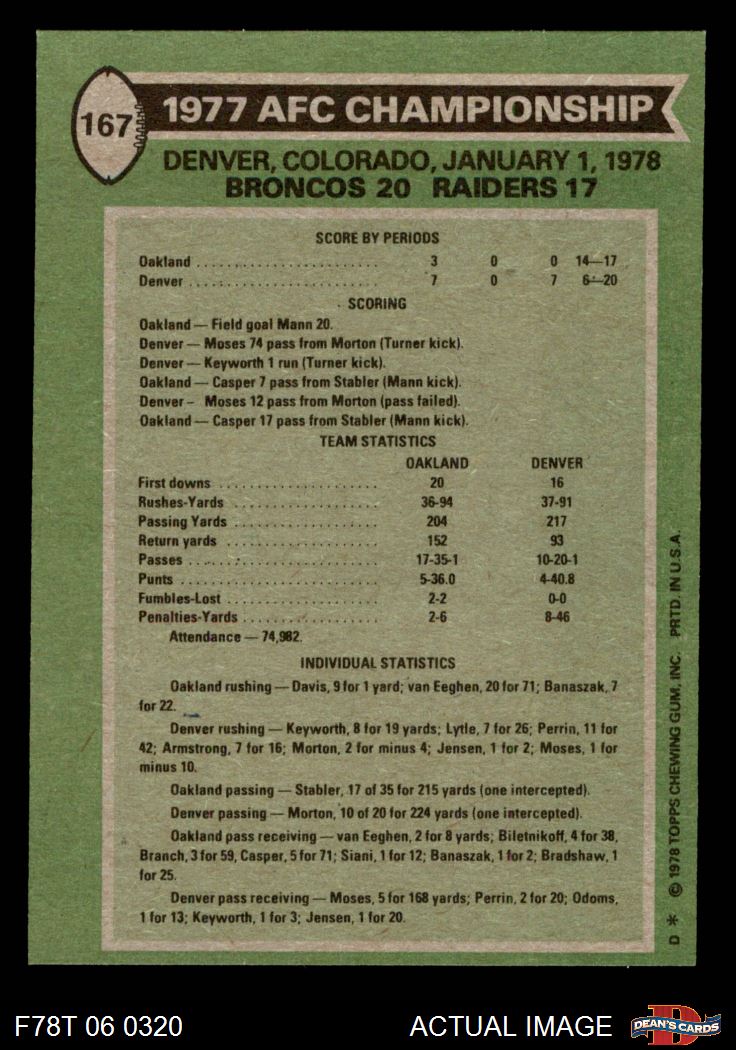 167
1977 AFC CHAMPIONSHIP
DENVER, COLORADO, JANUARY 1, 1978
BRONCOS 20 RAIDERS 17
SCORE BY PERIODS
Oakland . . . . . . . . . . . . . . . . . . . . . . . . 3 0 0 14—17
Denver . . . . . . . . . . . . . . . . . . . . . . . . . 7 0 7 6—20
SCORING
Oakland — Field goal Mann 20.
Denver — Moses 74 pass from Morton (Turner kick).
Denver — Keyworth 1 run (Turner kick).
Oakland — Casper 7 pass from Stabler (Mann kick).
Denver – Moses 12 pass from Morton (pass failed).
Oakland — Casper 17 pass from Stabler (Mann kick).
TEAM STATISTICS
OAKLAND DENVER
First downs . . . . . . . . . . . . . . . . . . . . . 20 16
Rushes-Yards . . . . . . . . . . . . . . . . . . . 36-94 37-91
Passing Yards . . . . . . . . . . . . . . . . . . . 204 217
Return yards . . . . . . . . . . . . . . . . . . . . 152 93
Passes . . . . . . . . . . . . . . . . . . . . . . . . . 17-35-1 10-20-1
Punts . . . . . . . . . . . . . . . . . . . . . . . . . . 5-36.0 4-40.8
Fumbles-Lost . . . . . . . . . . . . . . . . . . . . 2-2 0-0
Penalties-Yards . . . . . . . . . . . . . . . . . . 2-6 8-46
Attendance — 74,982.
INDIVIDUAL STATISTICS
Oakland rushing — Davis, 9 for 1 yard; van Eeghen, 20 for 71; Banaszak, 7
for 22.
Denver rushing — Keyworth, 8 for 19 yards; Lytle, 7 for 26; Perrin, 11 for
42; Armstrong, 7 for 16; Morton, 2 for minus 4; Jensen, 1 for 2; Moses, 1 for
minus 10.
Oakland passing — Stabler, 17 of 35 for 215 yards (one intercepted).
Denver passing — Morton, 10 of 20 for 224 yards (one intercepted).
Oakland pass receiving — van Eeghen, 2 for 8 yards; Biletnikoff, 4 for 38,
Branch, 3 for 59, Casper, 5 for 71; Siani, 1 for 12; Banaszak, 1 for 2; Bradshaw, 1
for 25.
Denver pass receiving — Moses, 5 for 168 yards; Perrin, 2 for 20; Odoms,
1 for 13; Keyworth, 1 for 3; Jensen, 1 for 20.
D * © 1978 TOPPS CHEWING GUM, INC. PRTD. IN U.S.A.
F78T 06 0320 ACTUAL IMAGE DEAN'S CARDS